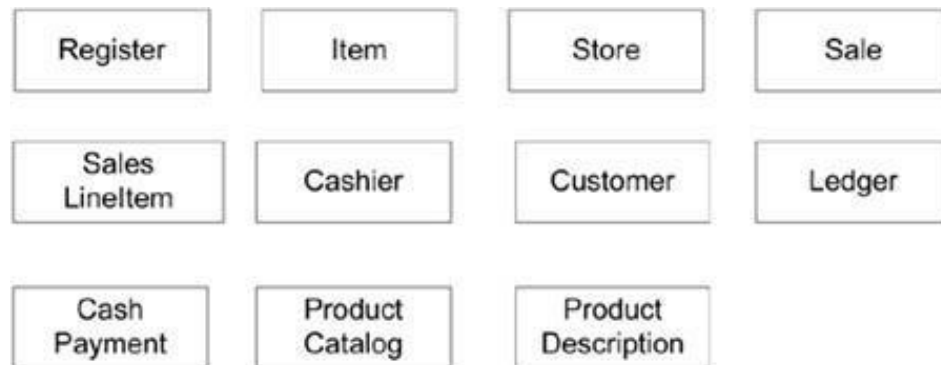 Register
Item
Store
Sale
Sales
LineItem
Cashier
Customer
Ledger
Cash
Payment
Product
Catalog
Product
Description